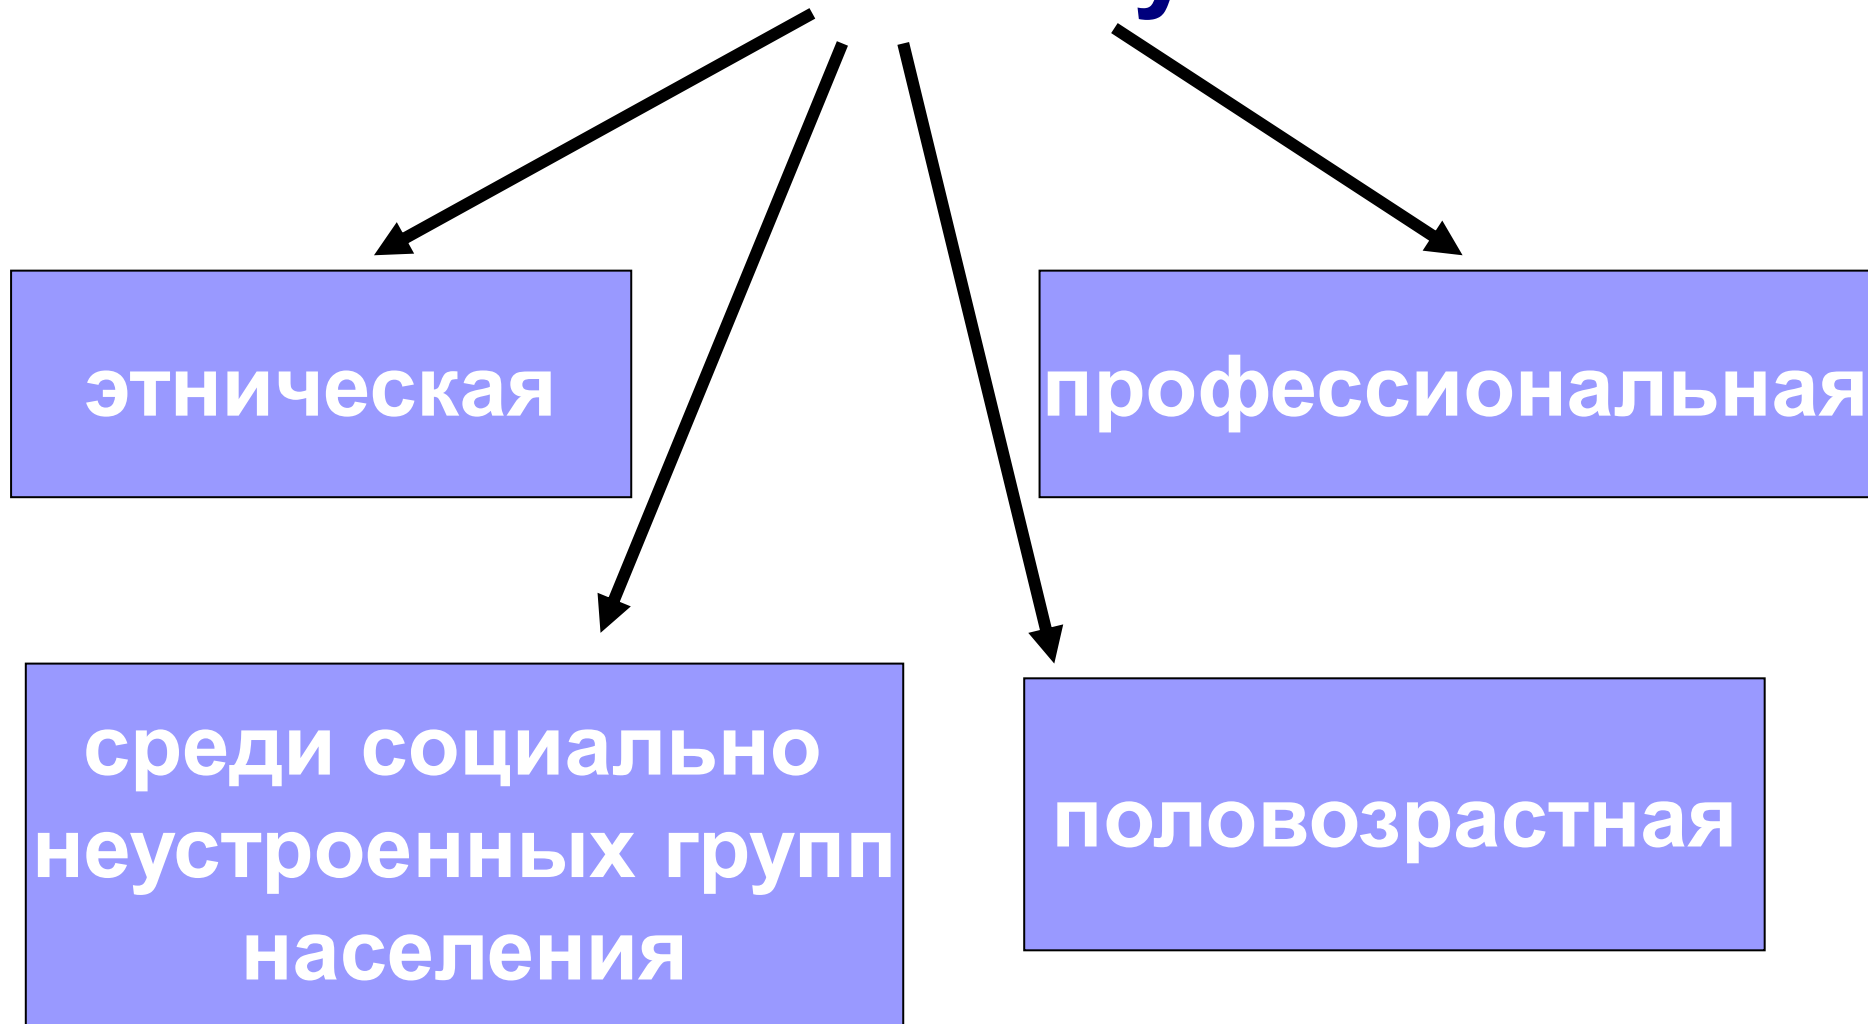 этническая
профессиональная
среди социально
неустроенных групп
населения
половозрастная